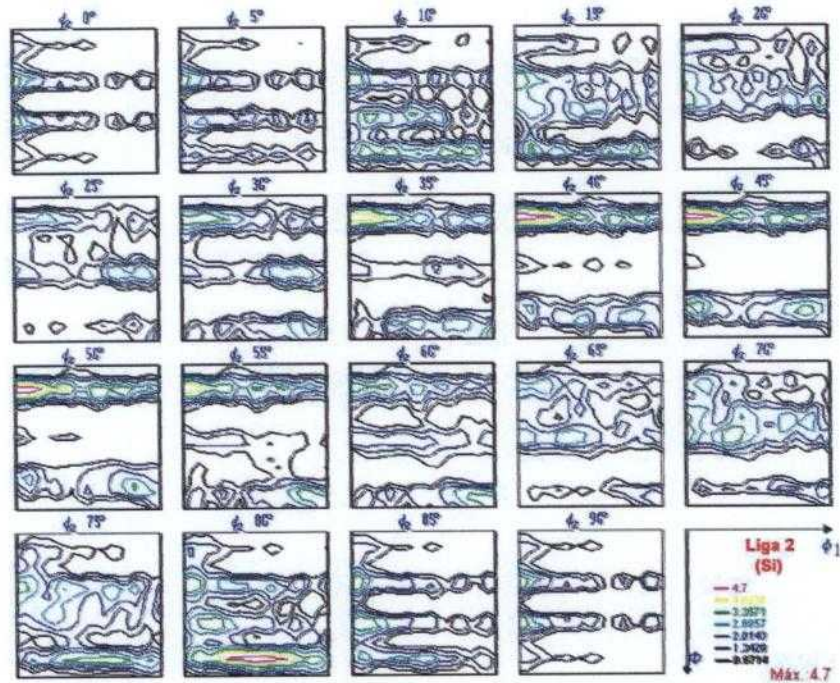 ϕ₂ 0° ϕ₂ 5° ϕ₂ 10° ϕ₂ 15° ϕ₂ 20°
ϕ₂ 25° ϕ₂ 30° ϕ₂ 35° ϕ₂ 40° ϕ₂ 45°
ϕ₂ 50° ϕ₂ 55° ϕ₂ 60° ϕ₂ 65° ϕ₂ 70°
ϕ₂ 75° ϕ₂ 80° ϕ₂ 85° ϕ₂ 90°
ϕ₁
Liga 2
(Si)
4.7
3.3571
2.6857
2.0143
1.3429
0.6714
Φ
Máx. 4.7